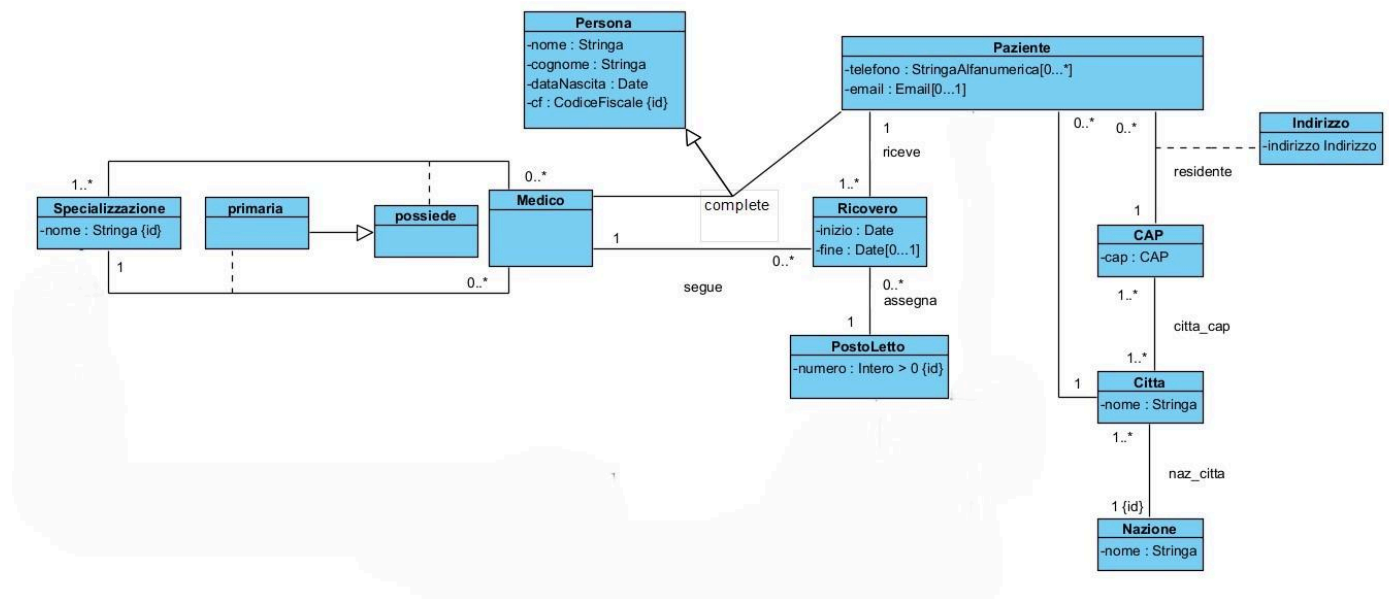 Persona
-nome : Stringa
-cognome : Stringa
-dataNascita : Date
-cf : CodiceFiscale {id}
Paziente
-telefono : StringaAlfanumerica[0...*]
-email : Email[0...1]
Indirizzo
-indirizzo Indirizzo
1
riceve
1..*
0..*
0..*
residente
1
1..*
Specializzazione
-nome : Stringa {id}
1
primaria
possiede
0..*
Medico
0..*
complete
1
0..*
segue
Ricovero
-inizio : Date
-fine : Date[0...1]
0..*
assegna
1
PostoLetto
-numero : Intero > 0 {id}
CAP
-cap : CAP
1..*
citta_cap
1..*
1
Citta
-nome : Stringa
1..*
naz_citta
1 {id}
Nazione
-nome : Stringa